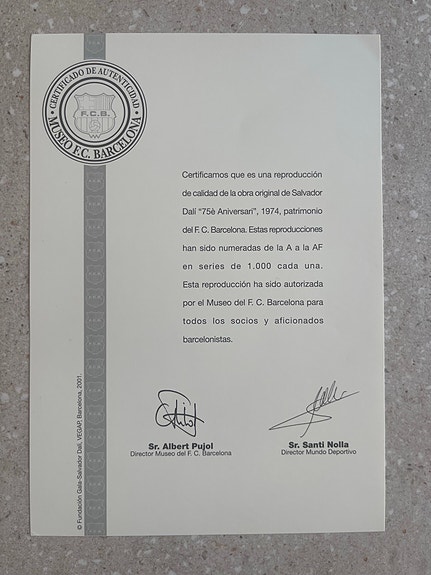 CERTIFICADO DE AUTENTICIDAD
F.C.B.
MUSEO F.C. BARCELONA
Certificamos que es una reproducción
de calidad de la obra original de Salvador
Dalí "75è Aniversari", 1974, patrimonio
del F. C. Barcelona. Estas reproducciones
han sido numeradas de la A a la AF
en series de 1.000 cada una.
Esta reproducción ha sido autorizada
por el Museo del F. C. Barcelona para
todos los socios y aficionados
barcelonistas.
Sr. Albert Pujol
Director Museo del F. C. Barcelona
Sr. Santi Nolla
Director Mundo Deportivo
© Fundación Gala-Salvador Dalí, VEGAP, Barcelona, 2001.